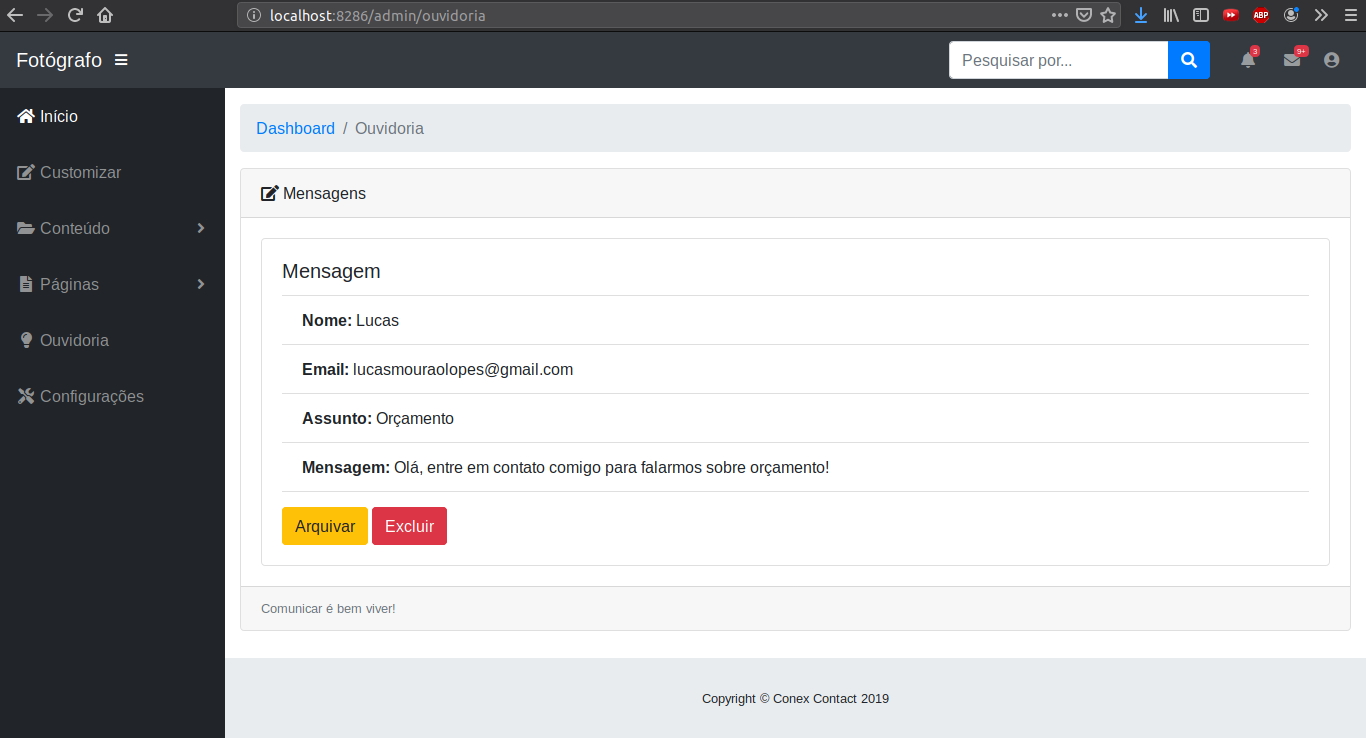 localhost:8286/admin/ouvidoria
ABP
Fotógrafo
Pesquisar por...
3
9+
Início
Customizar
Conteúdo
Páginas
Ouvidoria
Configurações
Dashboard / Ouvidoria
Mensagens
Mensagem
Nome: Lucas
Email: lucasmouraolopes@gmail.com
Assunto: Orçamento
Mensagem: Olá, entre em contato comigo para falarmos sobre orçamento!
Arquivar Excluir
Comunicar é bem viver!
Copyright © Conex Contact 2019